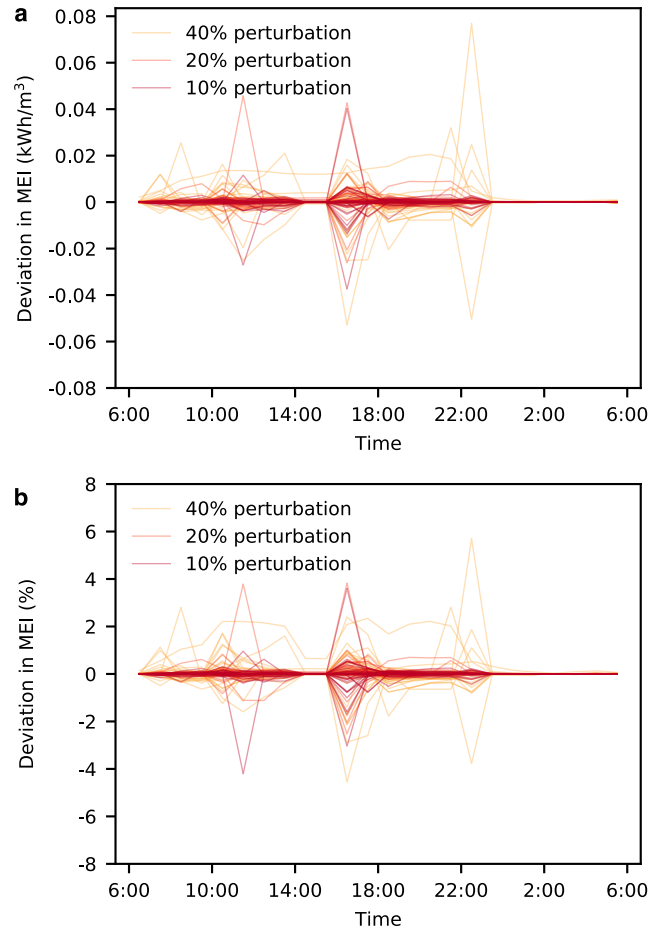 a
0.08
0.06
0.04
0.02
0
-0.02
-0.04
-0.06
-0.08
Deviation in MEI (kWh/m³)
40% perturbation
20% perturbation
10% perturbation
6:00 10:00 14:00 18:00 22:00 2:00 6:00
Time
b
8
6
4
2
0
-2
-4
-6
-8
Deviation in MEI (%)
40% perturbation
20% perturbation
10% perturbation
6:00 10:00 14:00 18:00 22:00 2:00 6:00
Time